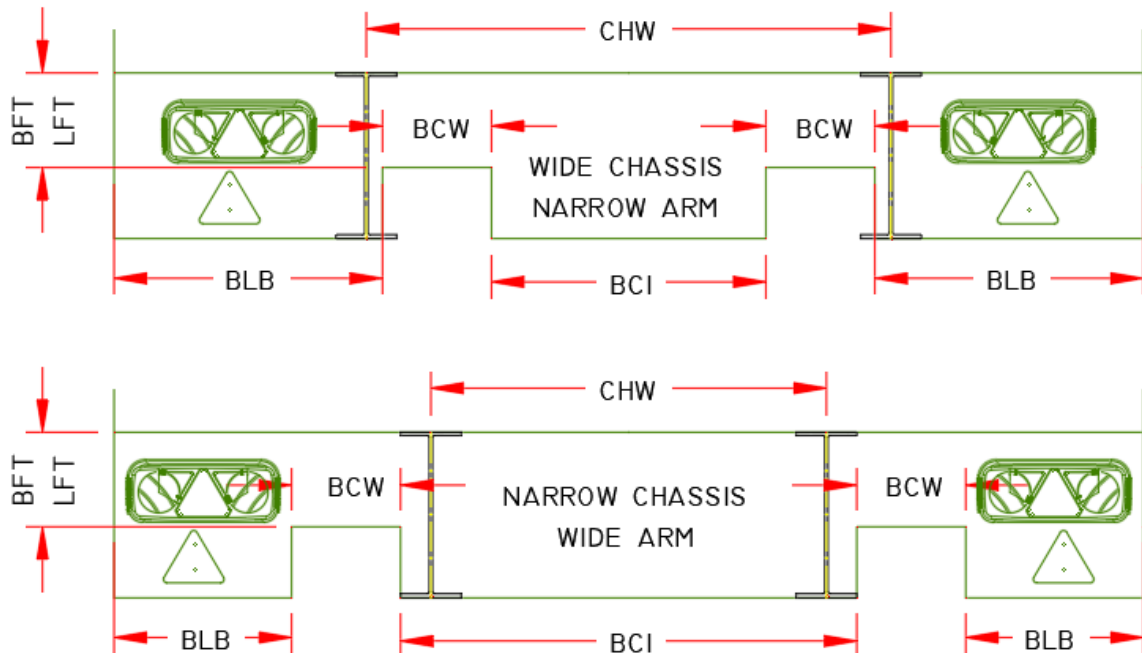 CHW
BFT
LFT
BCW
BCW
WIDE CHASSIS
NARROW ARM
BLB
BCI
BLB
CHW
BFT
LFT
BCW
NARROW CHASSIS
WIDE ARM
BCW
BLB
BCI
BLB